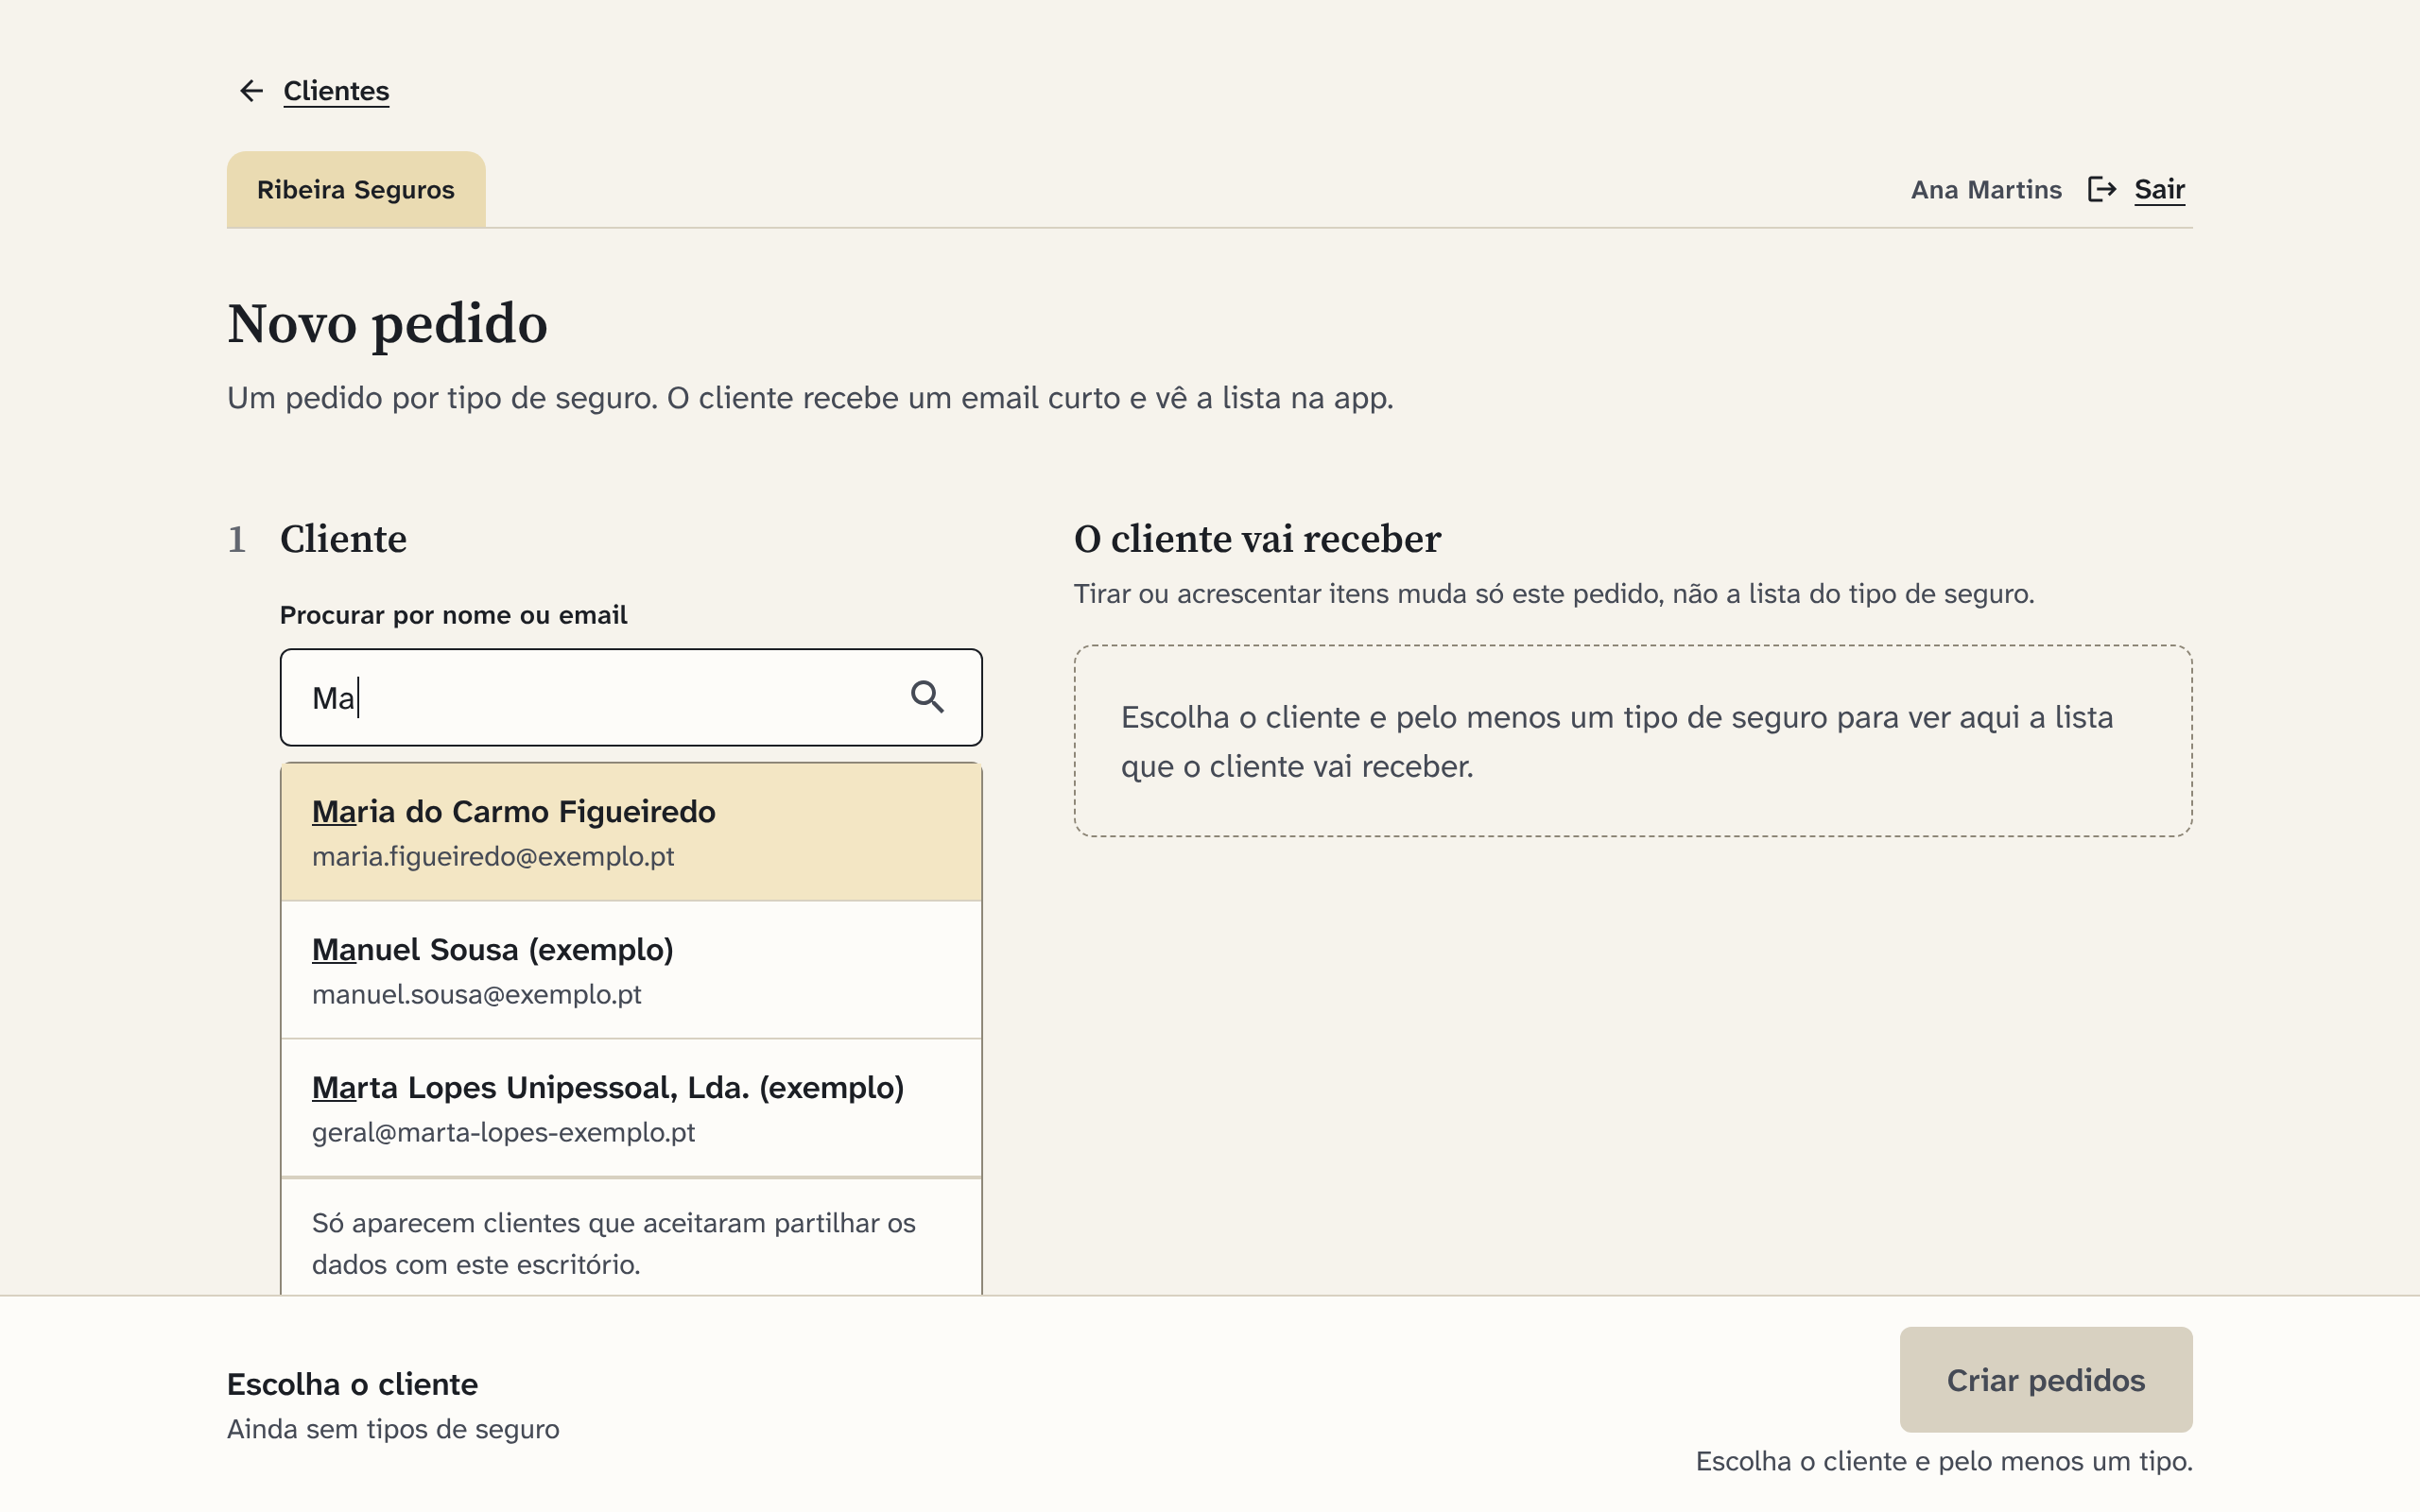 Clientes
Ribeira Seguros
Ana Martins
Sair
Novo pedido
Um pedido por tipo de seguro. O cliente recebe um email curto e vê a lista na app.
1 Cliente
Procurar por nome ou email
Ma
Maria do Carmo Figueiredo
maria.figueiredo@exemplo.pt
Manuel Sousa (exemplo)
manuel.sousa@exemplo.pt
Marta Lopes Unipessoal, Lda. (exemplo)
geral@marta-lopes-exemplo.pt
Só aparecem clientes que aceitaram partilhar os
dados com este escritório.
O cliente vai receber
Tirar ou acrescentar itens muda só este pedido, não a lista do tipo de seguro.
Escolha o cliente e pelo menos um tipo de seguro para ver aqui a lista
que o cliente vai receber.
Escolha o cliente
Ainda sem tipos de seguro
Criar pedidos
Escolha o cliente e pelo menos um tipo.